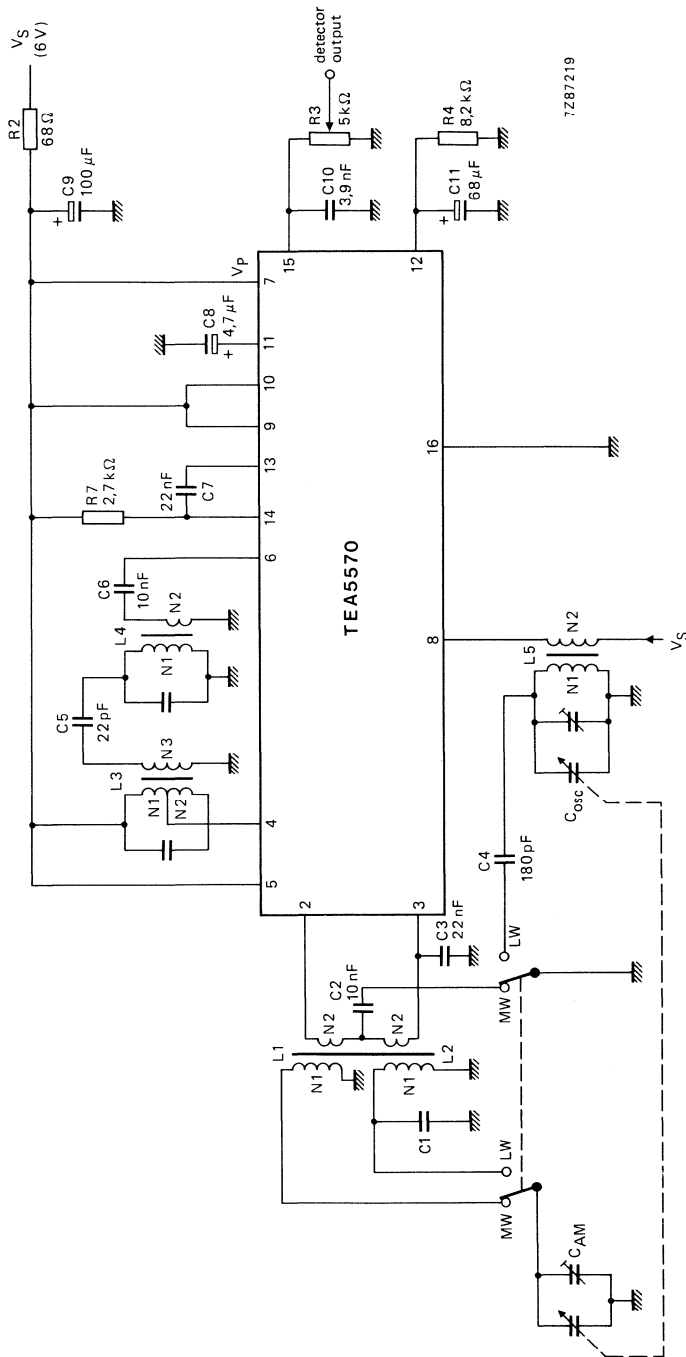 V_S
(6 V)
R2
68 Ω
C9
100 µF
+
detector
output
R3
5 kΩ
C10
3,9 nF
R4
8,2 kΩ
C11
68 µF
+
7Z87219
V_P
7
15
12
C8
4,7 µF
+
11
10
9
13
14
6
22 nF
C7
R7
2,7 kΩ
C6
10 nF
N2
L4
N1
C5
22 pF
N3
L3
N1
N2
4
5
TEA5570
16
8
2
3
N2
L5
N1
V_S
C_osc
C4
180 pF
LW
MW
C3
22 nF
C2
10 nF
N2
N2
L1
L2
N1
N1
C1
LW
MW
C_AM